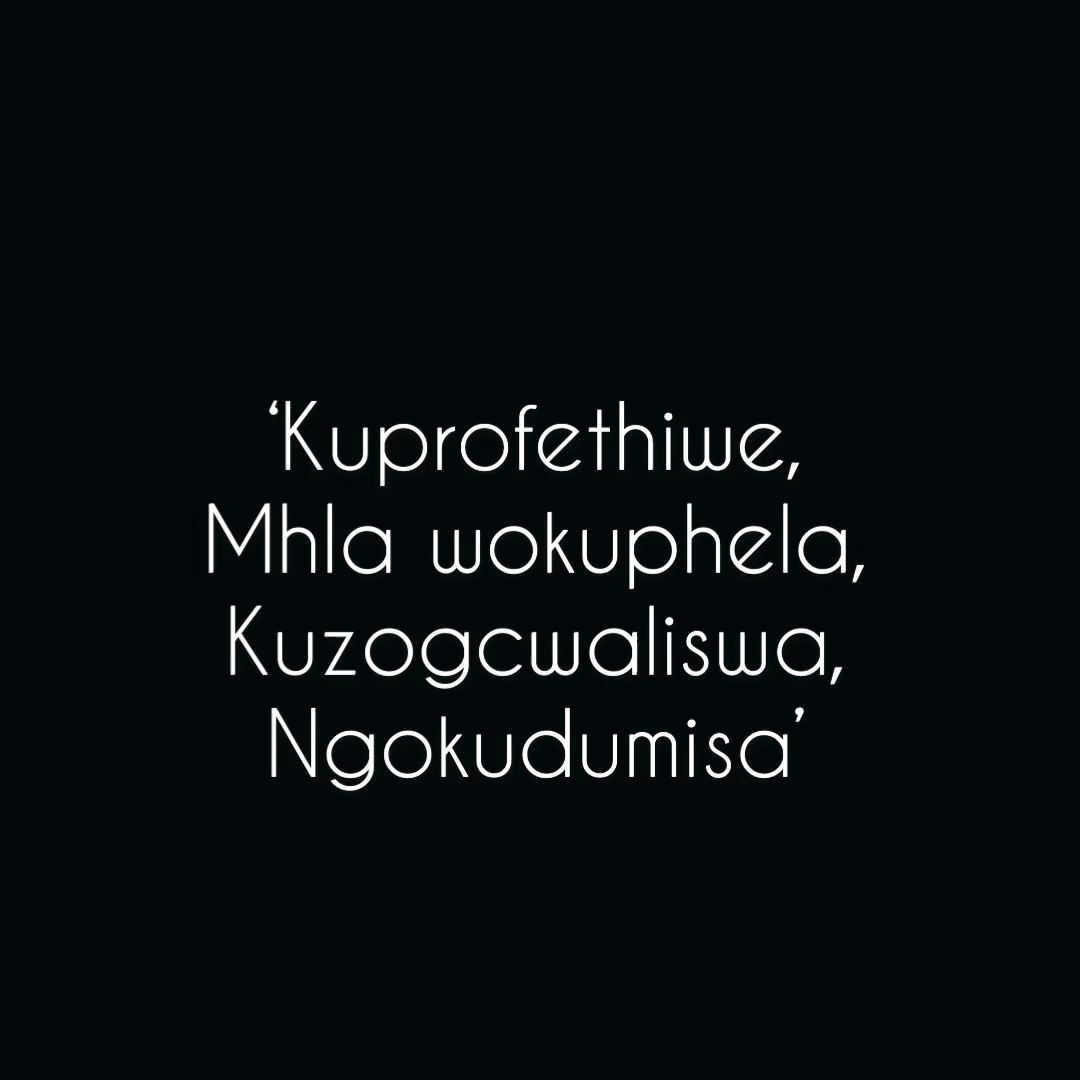 ‘Kuprofethiwe,
Mhla wokuphela,
Kuzogcwaliswa,
Ngokudumisa’